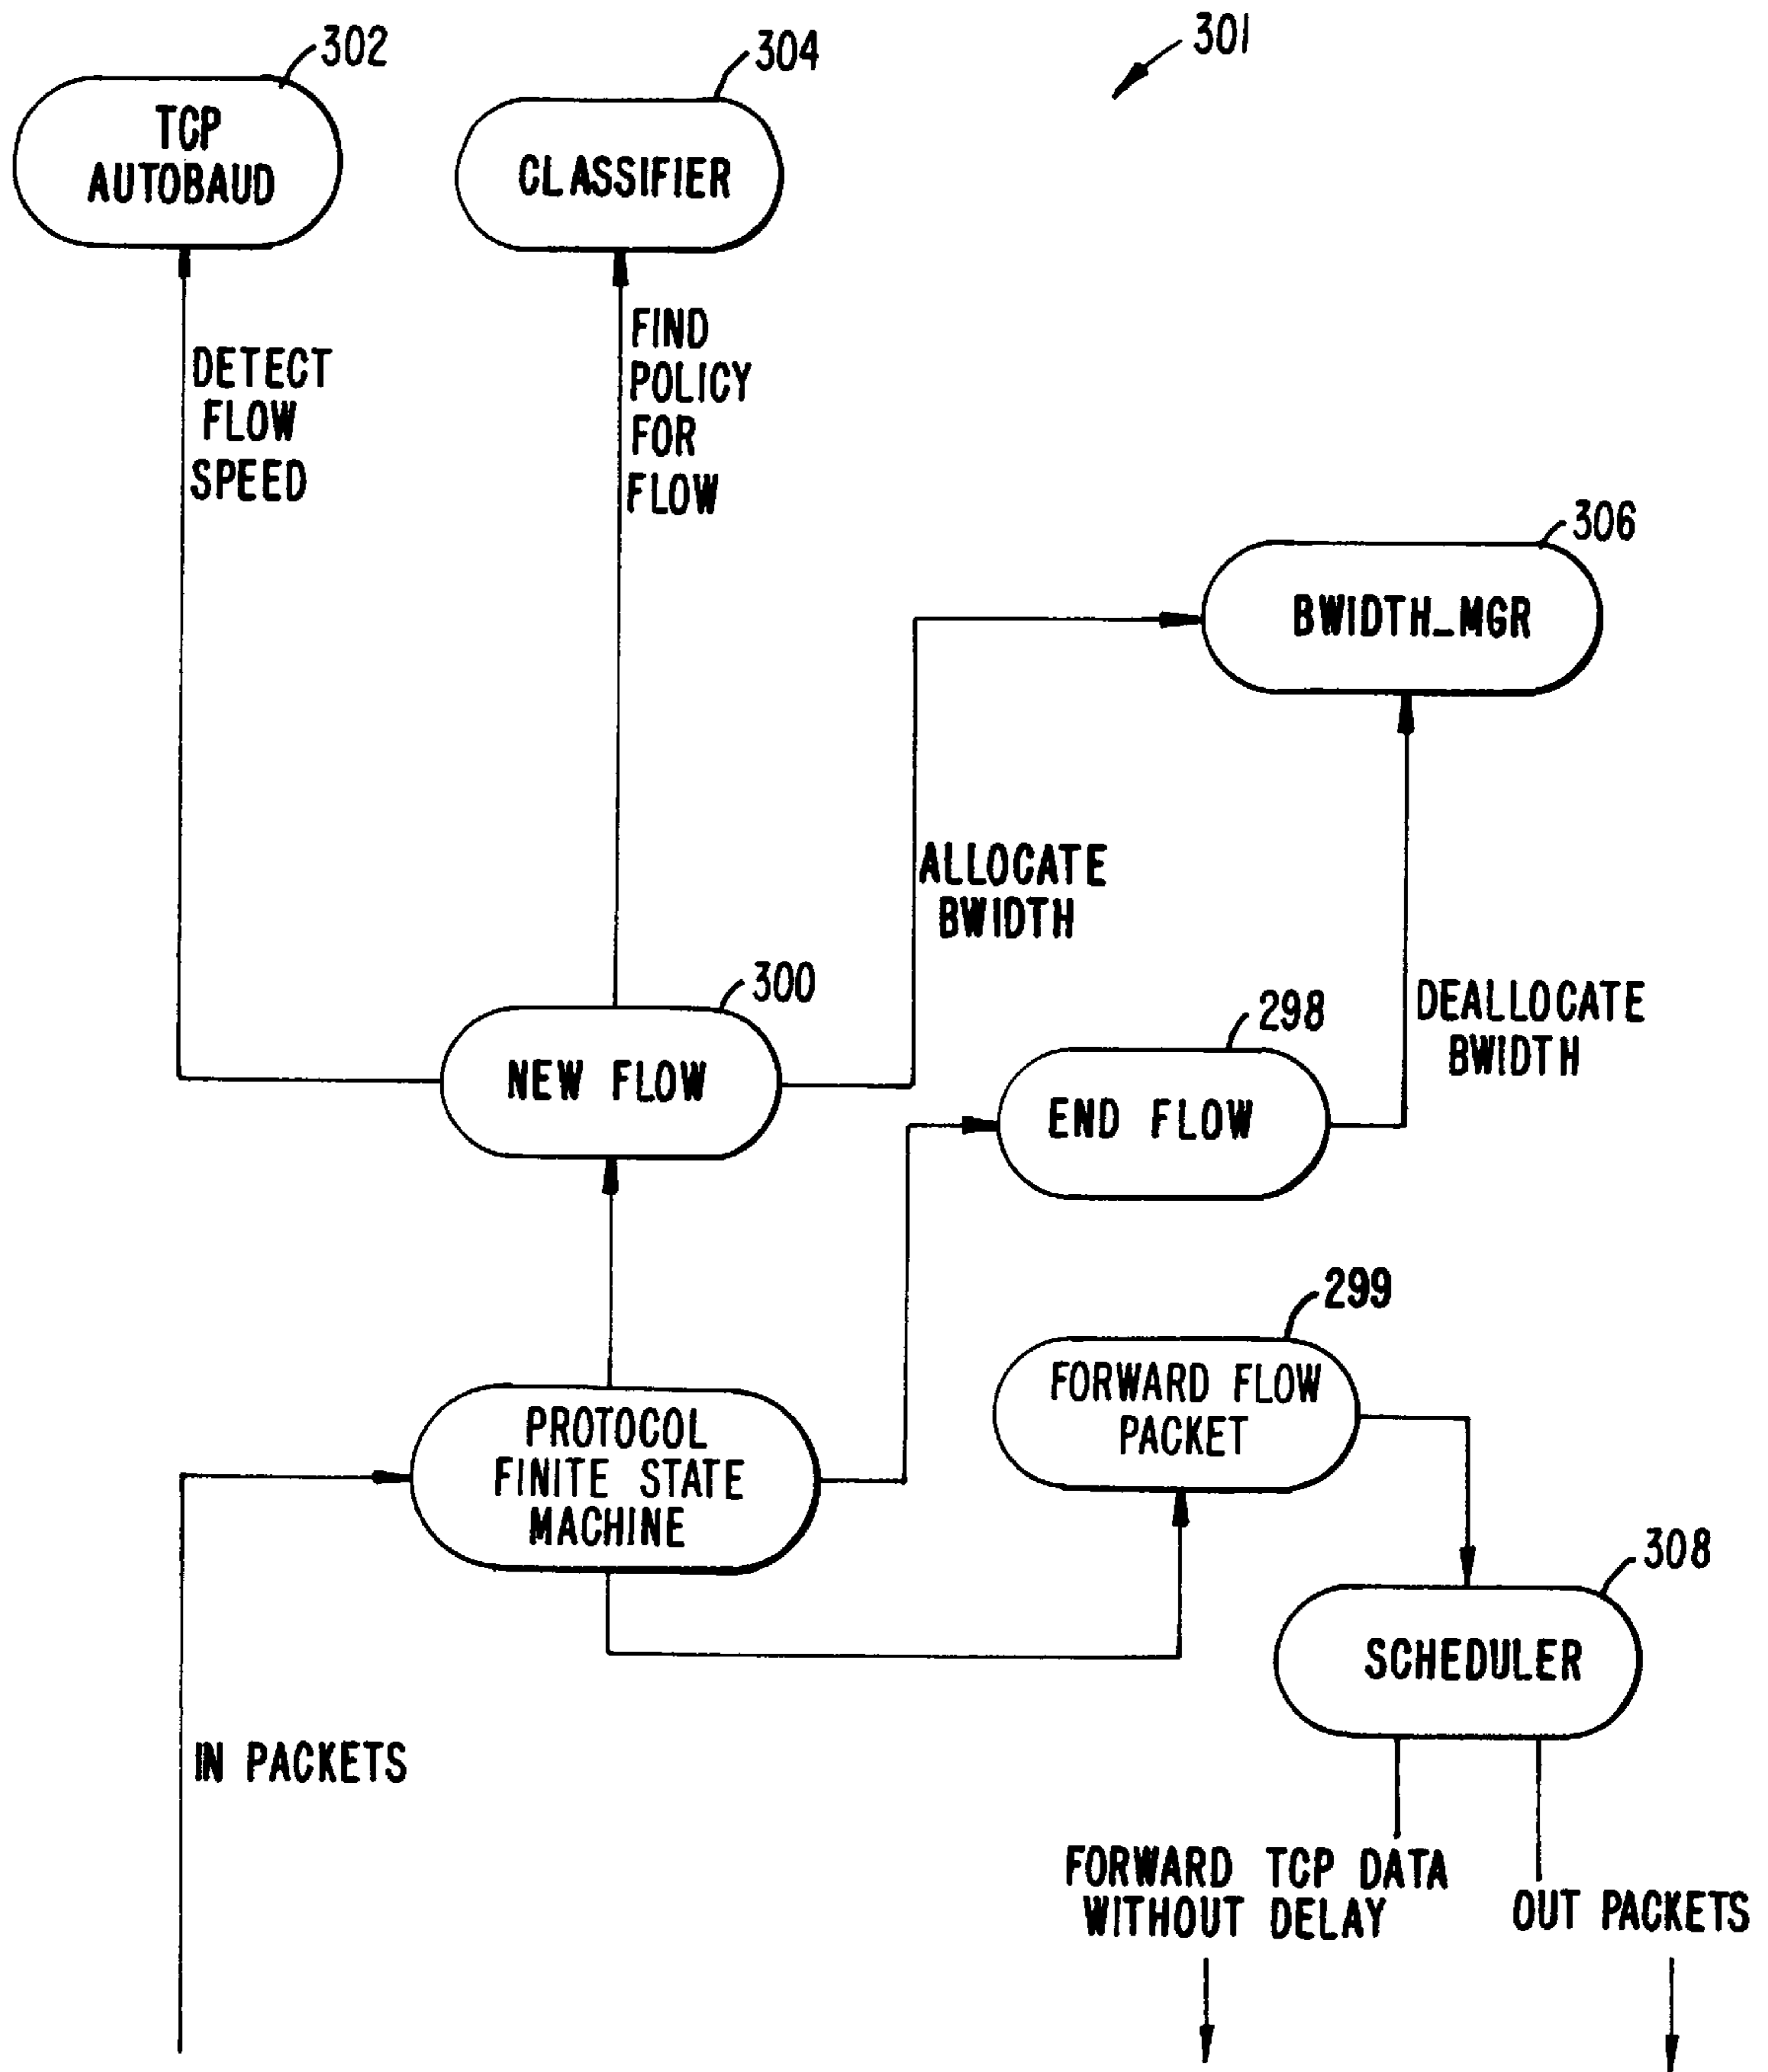 302
304
301
TCP
AUTOBAUD
CLASSIFIER
DETECT
FLOW
SPEED
FIND
POLICY
FOR
FLOW
306
BWIDTH_MGR
ALLOCATE
BWIDTH
DEALLOCATE
BWIDTH
300
NEW FLOW
298
END FLOW
299
FORWARD FLOW
PACKET
PROTOCOL
FINITE STATE
MACHINE
308
SCHEDULER
IN PACKETS
FORWARD TCP DATA
WITHOUT DELAY
OUT PACKETS